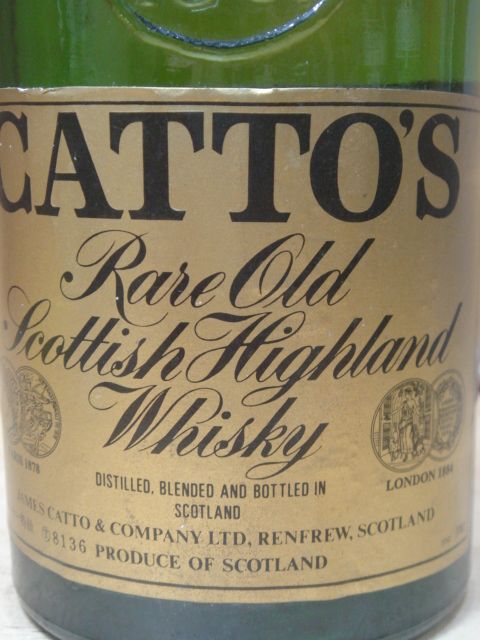 CATTO'S
Rare Old
Scottish Highland
Whisky
1878
LONDON 1884
DISTILLED, BLENDED AND BOTTLED IN
SCOTLAND
JAMES CATTO & COMPANY LTD, RENFREW, SCOTLAND
8136 PRODUCE OF SCOTLAND